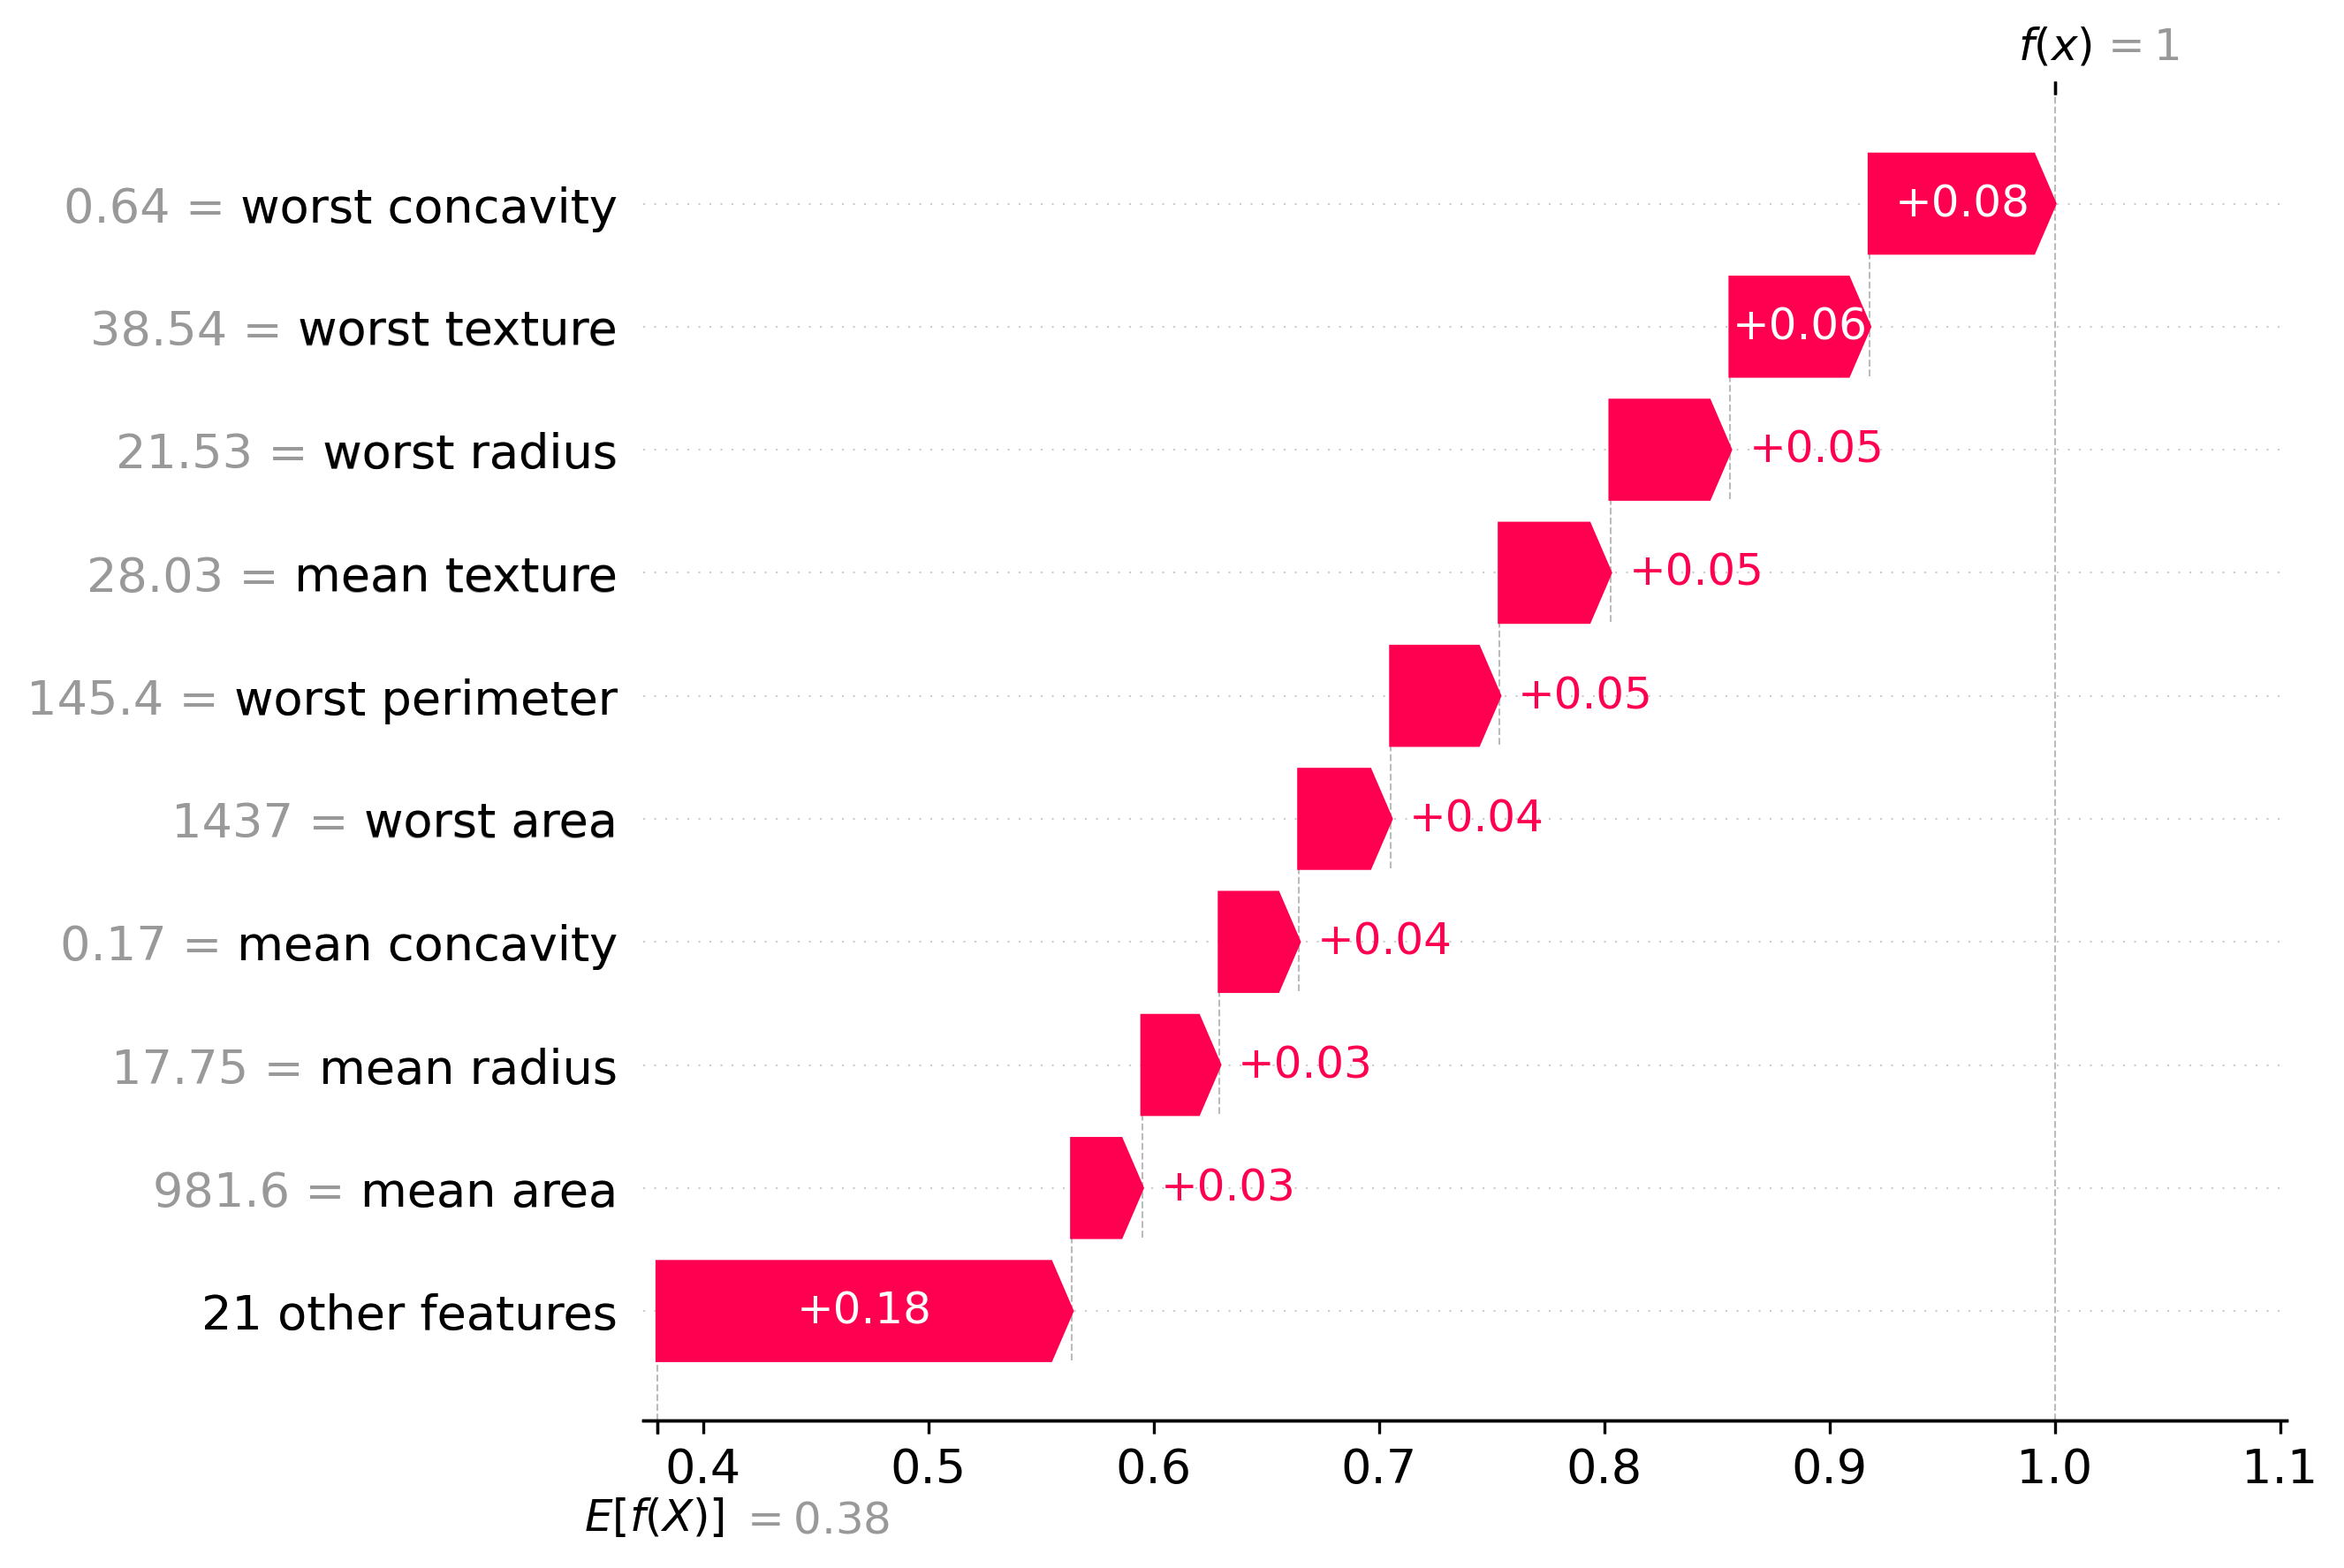 f(x) = 1
0.64 = worst concavity +0.08
38.54 = worst texture +0.06
21.53 = worst radius +0.05
28.03 = mean texture +0.05
145.4 = worst perimeter +0.05
1437 = worst area +0.04
0.17 = mean concavity +0.04
17.75 = mean radius +0.03
981.6 = mean area +0.03
21 other features +0.18
0.4 0.5 0.6 0.7 0.8 0.9 1.0 1.1
E[f(X)] = 0.38